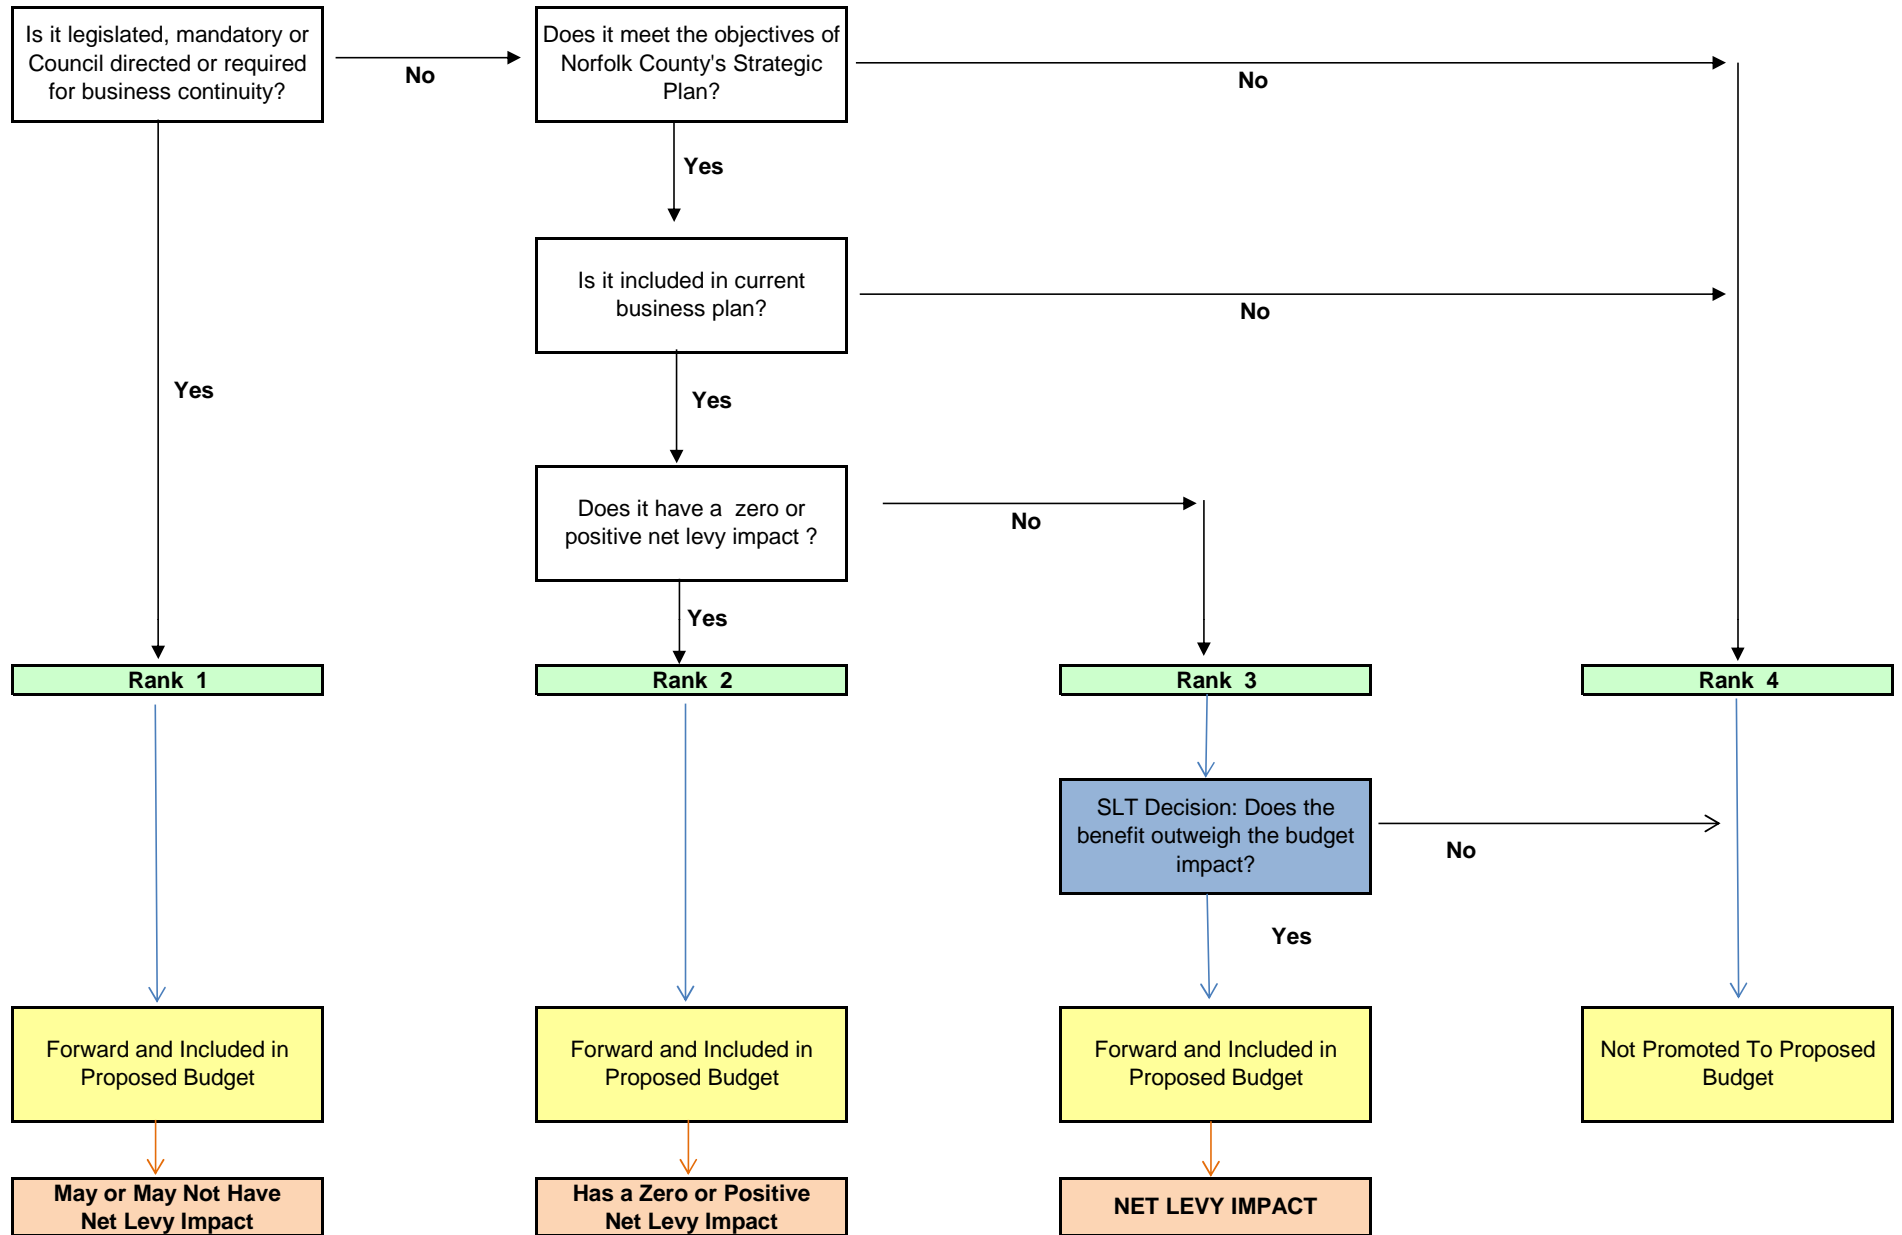 Is it legislated, mandatory or
Council directed or required
for business continuity?
No
Does it meet the objectives of
Norfolk County's Strategic
Plan?
No
Yes
Is it included in current
business plan?
No
Yes
Yes
Does it have a  zero or
positive net levy impact ?
No
Yes
Rank  1
Rank  2
Rank  3
Rank  4
SLT Decision: Does the
benefit outweigh the budget
impact?
No
Yes
Forward and Included in
Proposed Budget
Forward and Included in
Proposed Budget
Forward and Included in
Proposed Budget
Not Promoted To Proposed
Budget
May or May Not Have
Net Levy Impact
Has a Zero or Positive
Net Levy Impact
NET LEVY IMPACT